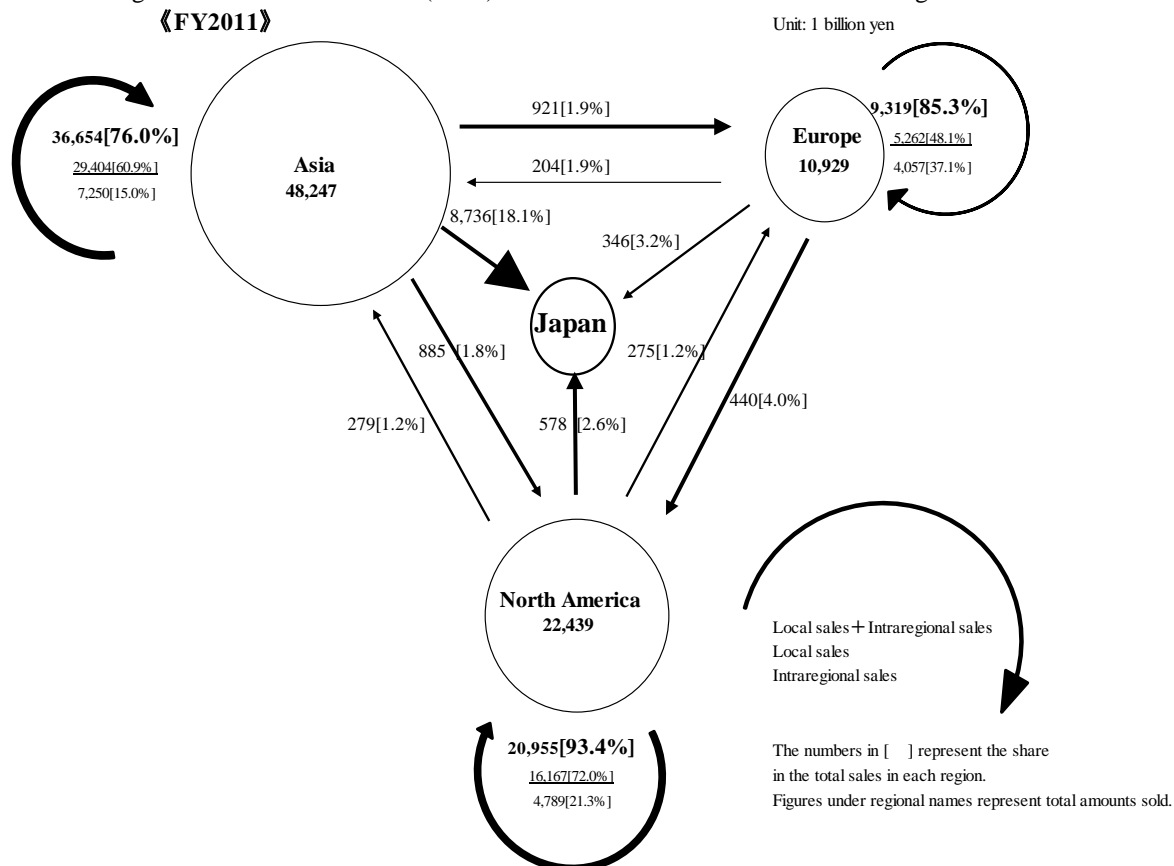 《FY2011》
Unit: 1 billion yen
36,654[76.0%]
29,404[60.9%]
7,250[15.0%]
Asia
48,247
921[1.9%]
204[1.9%]
Europe
10,929
9,319[85.3%]
5,262[48.1%]
4,057[37.1%]
8,736[18.1%]
346[3.2%]
Japan
885 [1.8%]
275[1.2%]
279[1.2%]
578 [2.6%]
440[4.0%]
North America
22,439
20,955[93.4%]
16,167[72.0%]
4,789[21.3%]
Local sales+Intraregional sales
Local sales
Intraregional sales
The numbers in [ ] represent the share
in the total sales in each region.
Figures under regional names represent total amounts sold.